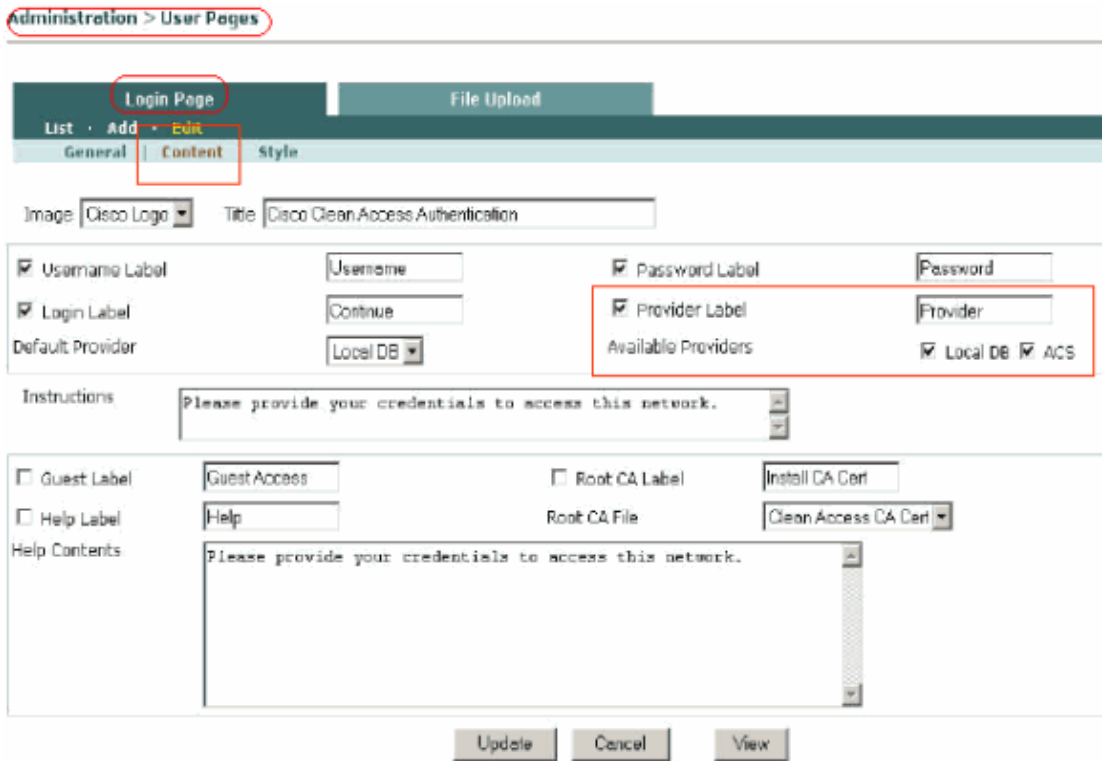 Administration > User Pages
Login Page File Upload
List · Add · Edit
General | Content Style
Image Cisco Logo Title Cisco Clean Access Authentication
Username Label Username Password Label Password
Login Label Continue Provider Label Provider
Default Provider Local DB Available Providers Local DB ACS
Instructions Please provide your credentials to access this network.
Guest Label Guest Access Root CA Label Install CA Cert
Help Label Help Root CA File Clean Access CA Cert
Help Contents Please provide your credentials to access this network.
Update Cancel View